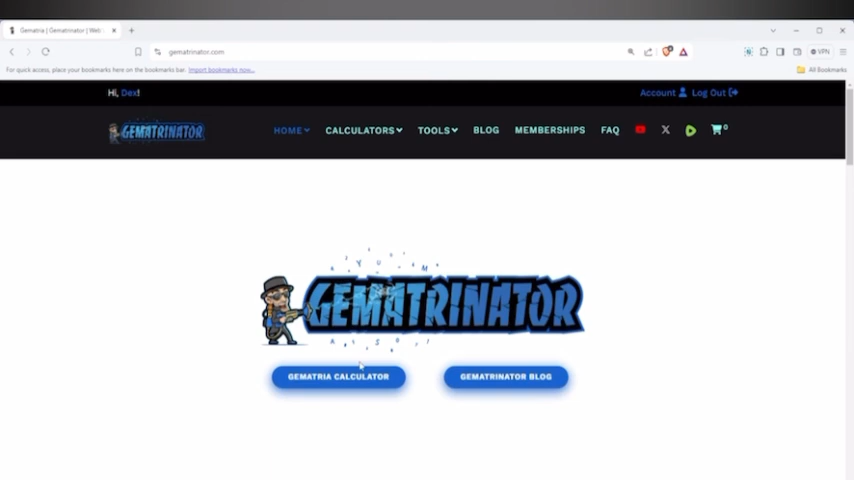 Gematria | Gematrinator | Web
gematrinator.com
VPN
For quick access, place your bookmarks here on the bookmarks bar. Import bookmarks now...
All Bookmarks
Hi, Dex!
Account
Log Out
GEMATRINATOR
HOME
CALCULATORS
TOOLS
BLOG
MEMBERSHIPS
FAQ
0
GEMATRINATOR
GEMATRIA CALCULATOR
GEMATRINATOR BLOG